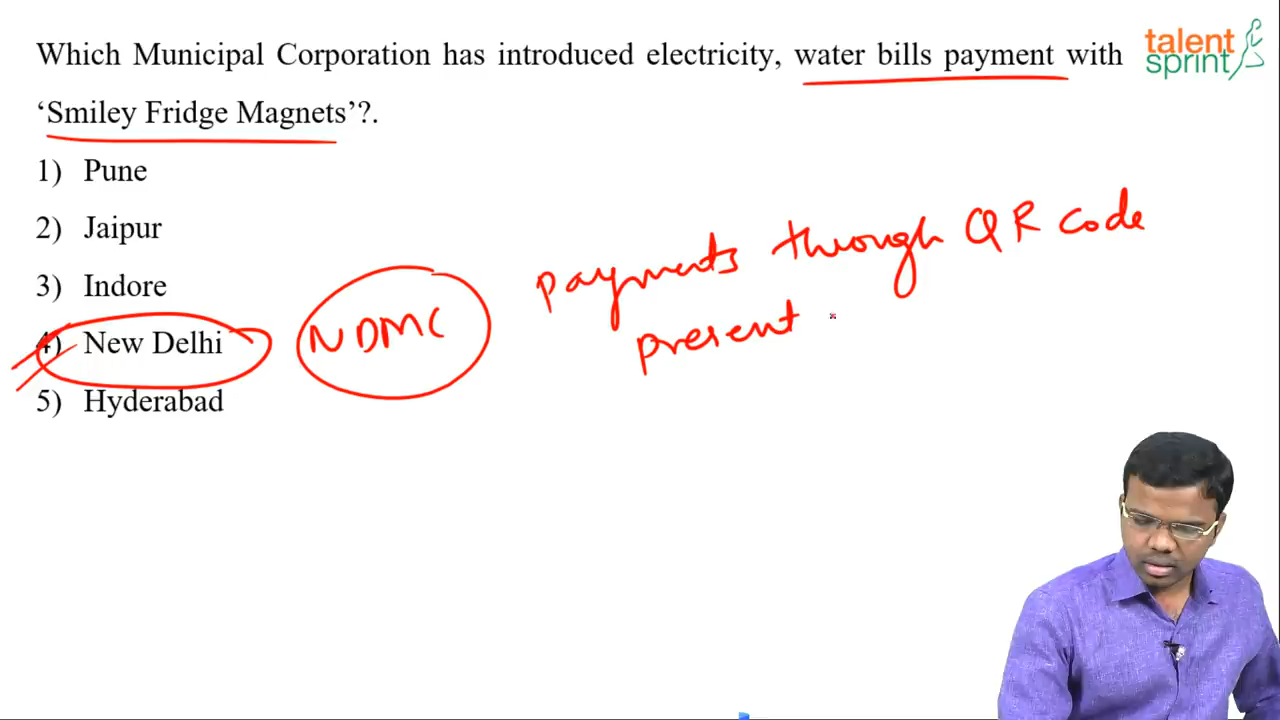 Which Municipal Corporation has introduced electricity, water bills payment with
‘Smiley Fridge Magnets’?.
1) Pune
2) Jaipur
3) Indore
4) New Delhi
5) Hyderabad
NDMC
payments through QR code
present
talent
sprint